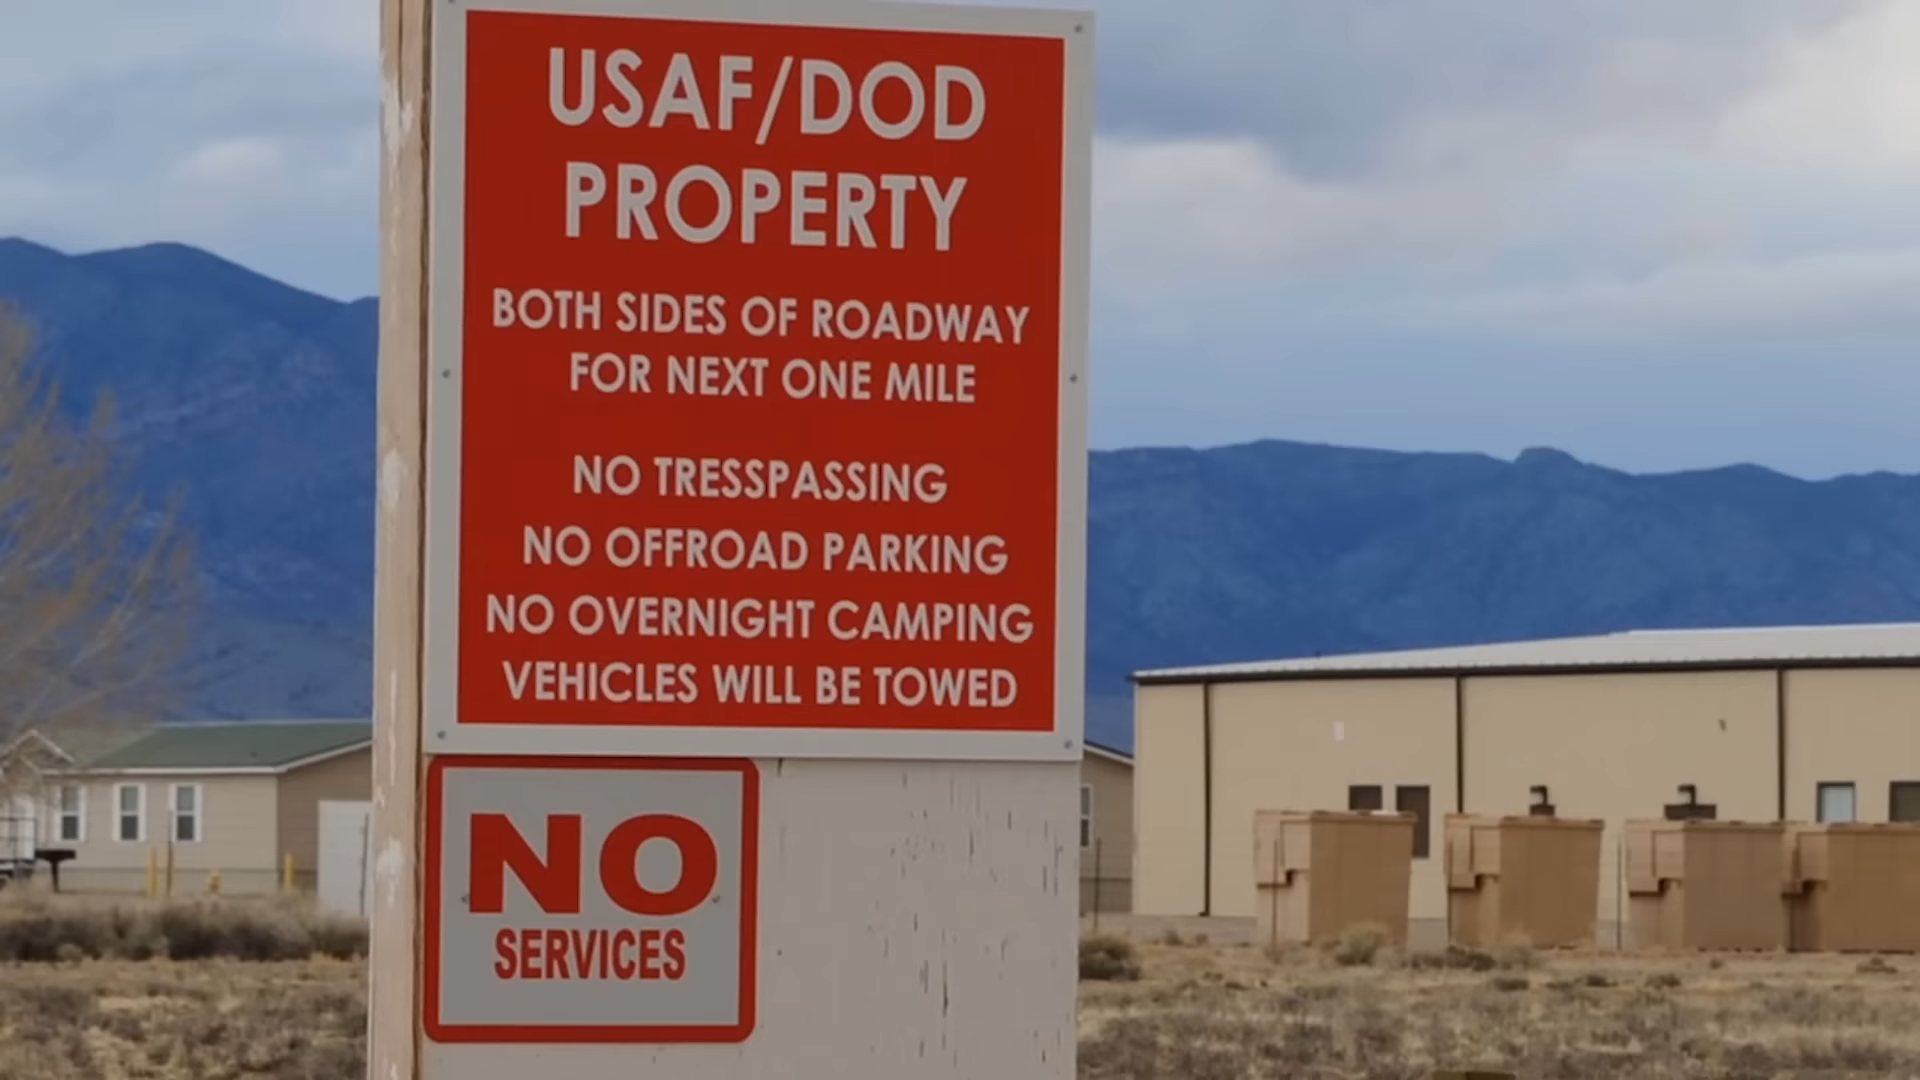 USAF/DOD
PROPERTY
BOTH SIDES OF ROADWAY
FOR NEXT ONE MILE
NO TRESSPASSING
NO OFFROAD PARKING
NO OVERNIGHT CAMPING
VEHICLES WILL BE TOWED
NO
SERVICES